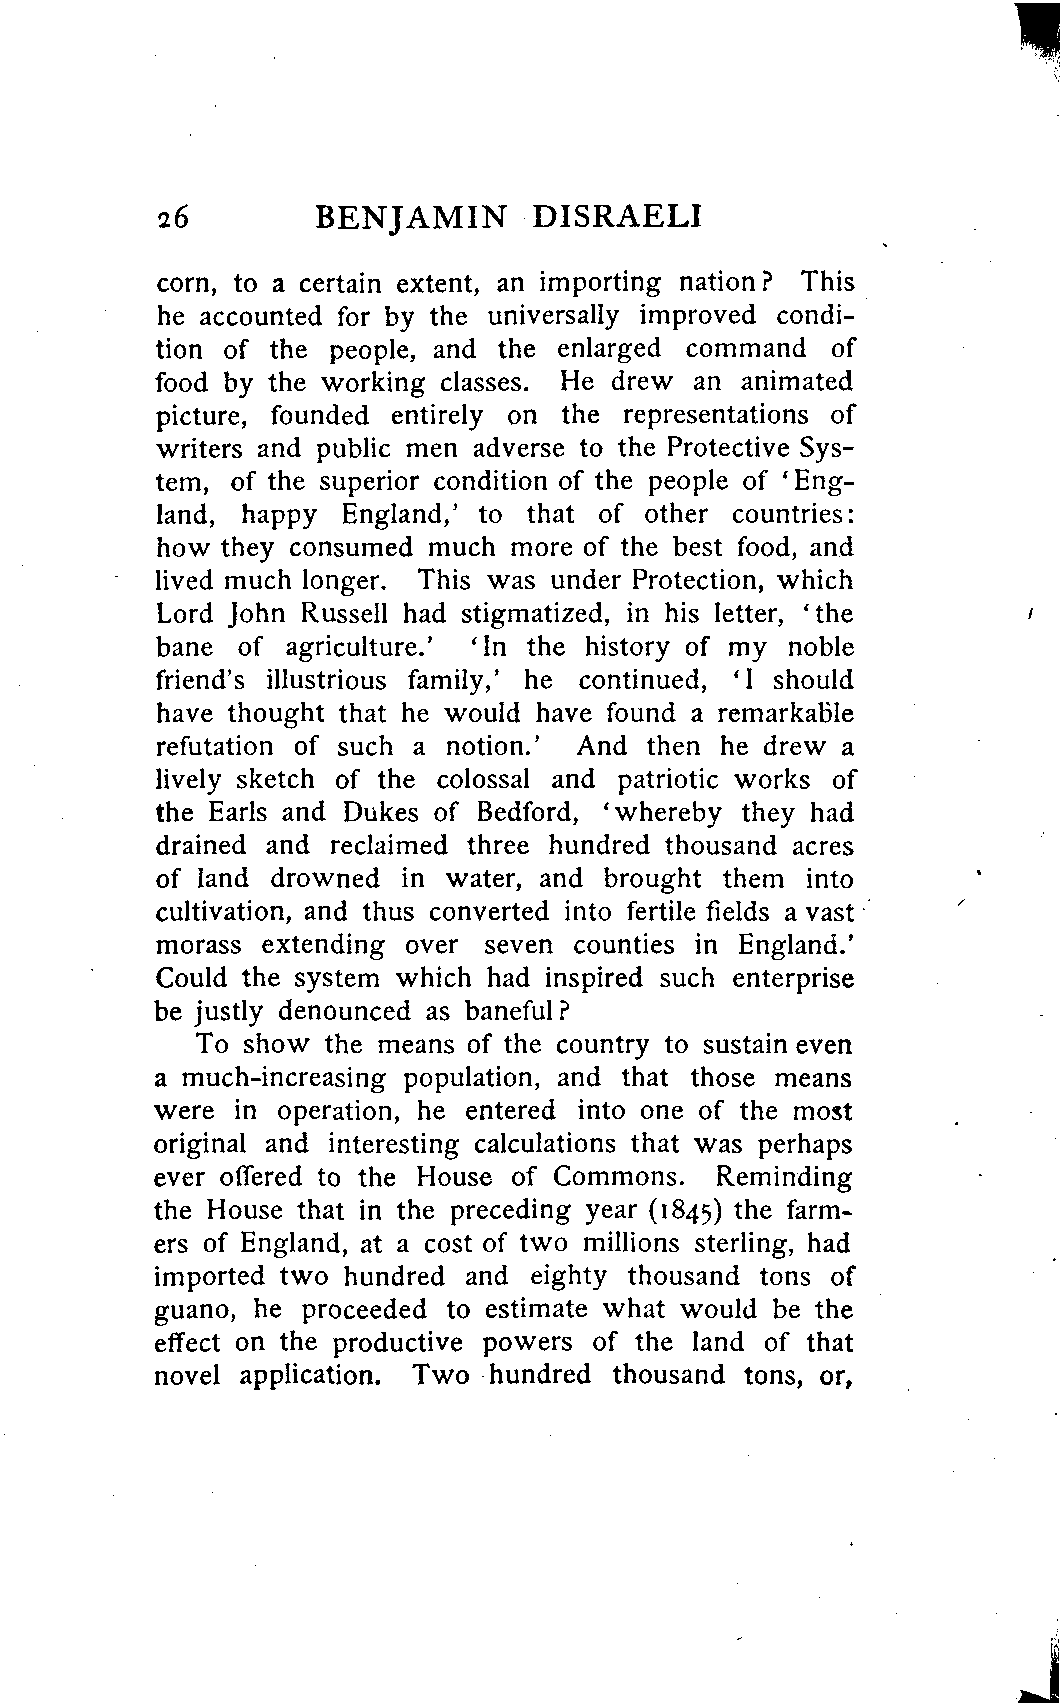 26 BENJAMIN DISRAELI
corn, to a certain extent, an importing nation? This
he accounted for by the universally improved condi-
tion of the people, and the enlarged command of
food by the working classes. He drew an animated
picture, founded entirely on the representations of
writers and public men adverse to the Protective Sys-
tem, of the superior condition of the people of 'Eng-
land, happy England,' to that of other countries:
how they consumed much more of the best food, and
lived much longer. This was under Protection, which
Lord John Russell had stigmatized, in his letter, 'the
bane of agriculture.' 'In the history of my noble
friend's illustrious family,' he continued, 'I should
have thought that he would have found a remarkable
refutation of such a notion.' And then he drew a
lively sketch of the colossal and patriotic works of
the Earls and Dukes of Bedford, 'whereby they had
drained and reclaimed three hundred thousand acres
of land drowned in water, and brought them into
cultivation, and thus converted into fertile fields a vast
morass extending over seven counties in England.'
Could the system which had inspired such enterprise
be justly denounced as baneful?
To show the means of the country to sustain even
a much-increasing population, and that those means
were in operation, he entered into one of the most
original and interesting calculations that was perhaps
ever offered to the House of Commons. Reminding
the House that in the preceding year (1845) the farm-
ers of England, at a cost of two millions sterling, had
imported two hundred and eighty thousand tons of
guano, he proceeded to estimate what would be the
effect on the productive powers of the land of that
novel application. Two hundred thousand tons, or,